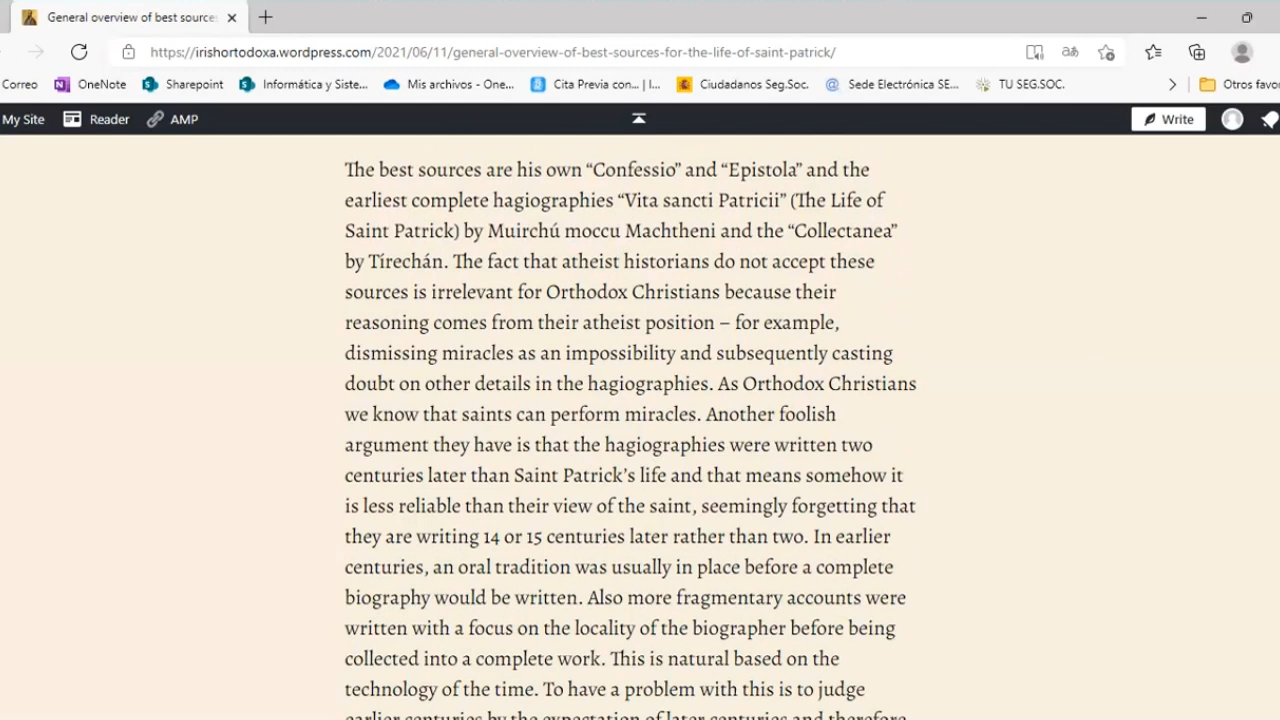 General overview of best source
https://irishortodoxa.wordpress.com/2021/06/11/general-overview-of-best-sources-for-the-life-of-saint-patrick/
Correo OneNote Sharepoint Informática y Siste... Mis archivos - One... Cita Previa con... | I... Ciudadanos Seg.Soc. Sede Electrónica SE... TU SEG.SOC. Otros favo
My Site Reader AMP Write
The best sources are his own “Confessio” and “Epistola” and the
earliest complete hagiographies “Vita sancti Patricii” (The Life of
Saint Patrick) by Muirchú moccu Machtheni and the “Collectanea”
by Tírechán. The fact that atheist historians do not accept these
sources is irrelevant for Orthodox Christians because their
reasoning comes from their atheist position – for example,
dismissing miracles as an impossibility and subsequently casting
doubt on other details in the hagiographies. As Orthodox Christians
we know that saints can perform miracles. Another foolish
argument they have is that the hagiographies were written two
centuries later than Saint Patrick’s life and that means somehow it
is less reliable than their view of the saint, seemingly forgetting that
they are writing 14 or 15 centuries later rather than two. In earlier
centuries, an oral tradition was usually in place before a complete
biography would be written. Also more fragmentary accounts were
written with a focus on the locality of the biographer before being
collected into a complete work. This is natural based on the
technology of the time. To have a problem with this is to judge
earlier centuries by the expectation of later centuries and therefore